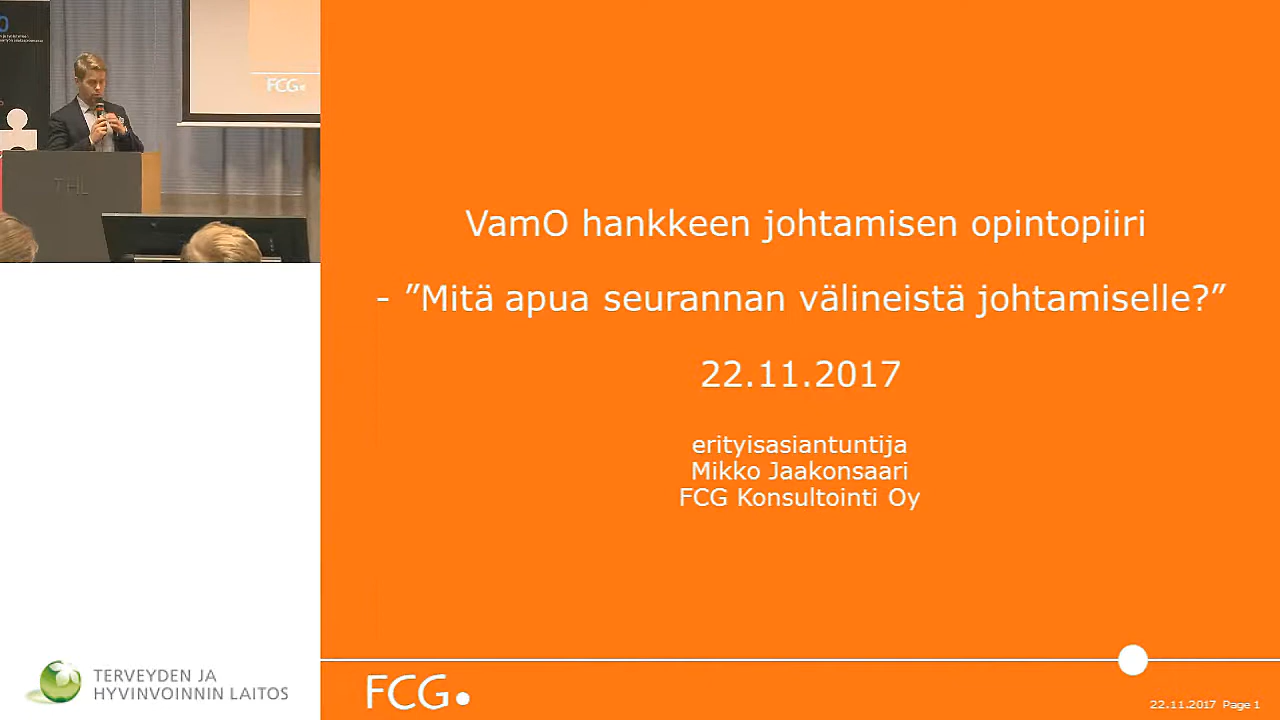 FCG.
THL
VamO hankkeen johtamisen opintopiiri
- ”Mitä apua seurannan välineistä johtamiselle?”
22.11.2017
erityisasiantuntija
Mikko Jaakonsaari
FCG Konsultointi Oy
TERVEYDEN JA
HYVINVOINNIN LAITOS
FCG.
22.11.2017 Page 1